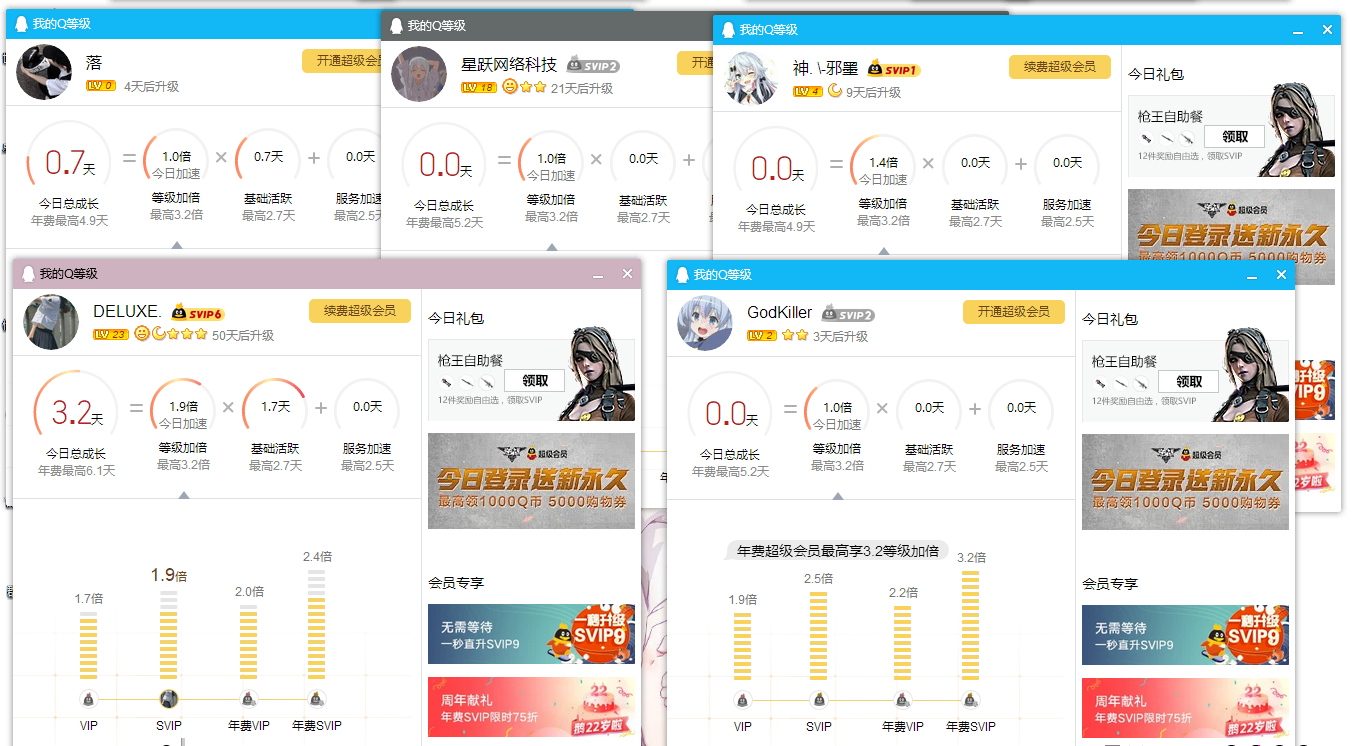 我的Q等级
落
LV 0 4天后升级
开通超级会员
0.7天 = 1.0倍 × 0.7天 + 0.0天
今日加速
今日总成长 等级加倍 基础活跃 服务加速
年费最高4.9天 最高3.2倍 最高2.7天 最高2.5天
我的Q等级
星跃网络科技 SVIP2
LV 18 21天后升级
开通
0.0天 = 1.0倍 × 0.0天 +
今日加速
今日总成长 等级加倍 基础活跃
年费最高5.2天 最高3.2倍 最高2.7天
我的Q等级
神. \-邪墨 SVIP1
LV 4 9天后升级
续费超级会员
0.0天 = 1.4倍 × 0.0天 + 0.0天
今日加速
今日总成长 等级加倍 基础活跃 服务加速
年费最高4.9天 最高3.2倍 最高2.7天 最高2.5天
今日礼包
枪王自助餐
领取
12件奖励自由选，领取SVIP
超级会员
今日登录送新永久
最高领1000Q币 5000购物券
我的Q等级
DELUXE. SVIP6
LV 23 50天后升级
续费超级会员
3.2天 = 1.9倍 × 1.7天 + 0.0天
今日加速
今日总成长 等级加倍 基础活跃 服务加速
年费最高6.1天 最高3.2倍 最高2.7天 最高2.5天
1.7倍 1.9倍 2.0倍 2.4倍
VIP SVIP 年费VIP 年费SVIP
今日礼包
枪王自助餐
领取
12件奖励自由选，领取SVIP
超级会员
今日登录送新永久
最高领1000Q币 5000购物券
会员专享
无需等待
一秒直升SVIP9
一秒升级
SVIP9
周年献礼
年费SVIP限时75折
22
鹅22岁啦
我的Q等级
GodKiller SVIP2
LV 2 3天后升级
开通超级会员
0.0天 = 1.0倍 × 0.0天 + 0.0天
今日加速
今日总成长 等级加倍 基础活跃 服务加速
年费最高5.2天 最高3.2倍 最高2.7天 最高2.5天
年费超级会员最高享3.2等级加倍
1.9倍 2.5倍 2.2倍 3.2倍
VIP SVIP 年费VIP 年费SVIP
今日礼包
枪王自助餐
领取
12件奖励自由选，领取SVIP
超级会员
今日登录送新永久
最高领1000Q币 5000购物券
会员专享
无需等待
一秒直升SVIP9
一秒升级
SVIP9
周年献礼
年费SVIP限时75折
22
鹅22岁啦